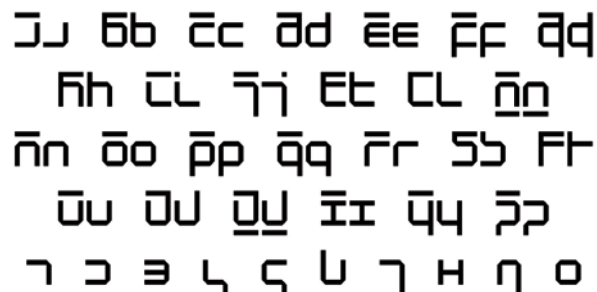 Aa Bb Cc Dd Ee Ff Gg
Hh Ii Jj Kk Ll Mm
Nn Oo Pp Qq Rr Ss Tt
Uu Vv Ww Xx Yy Zz
1 2 3 4 5 6 7 8 9 0